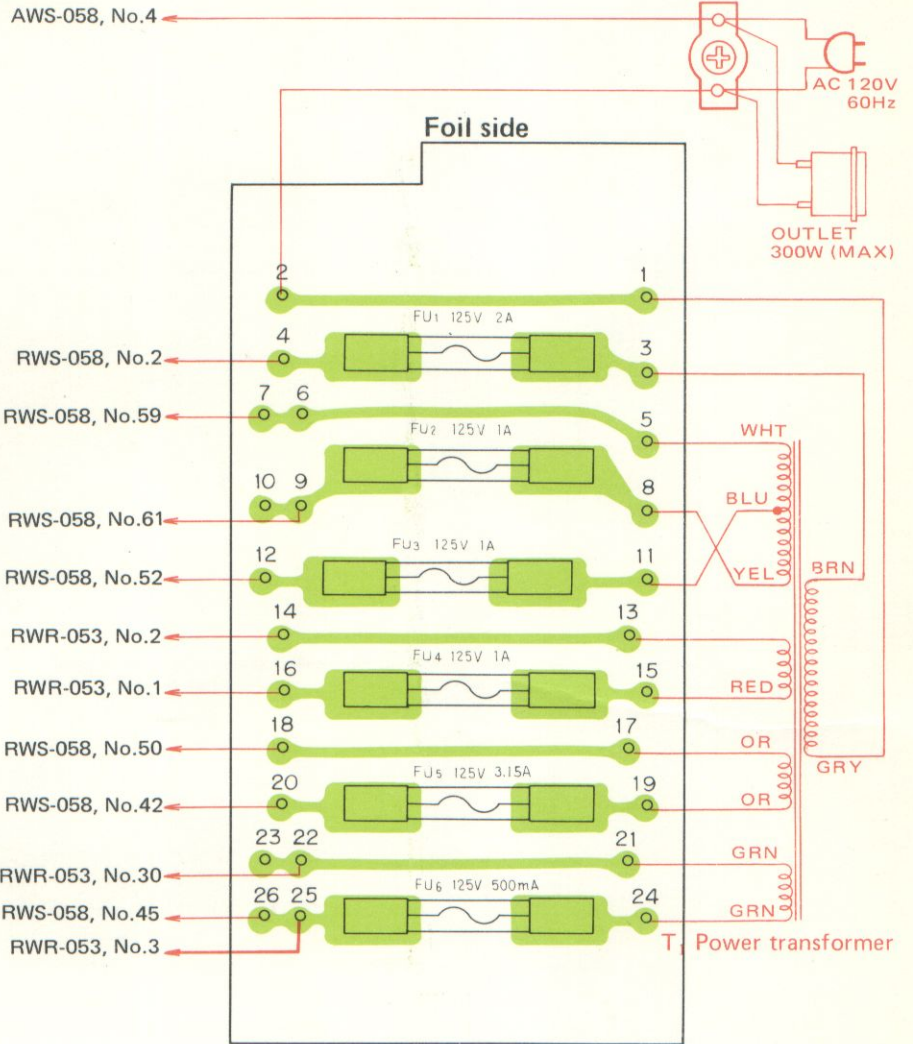 AWS-058, No.4
AC 120V
60Hz
Foil side
OUTLET
300W (MAX)
2
1
FU1 125V 2A
4
3
RWS-058, No.2
7 6
5
RWS-058, No.59
FU2 125V 1A
WHT
10 9
8
BLU
RWS-058, No.61
FU3 125V 1A
12
11
RWS-058, No.52
YEL
BRN
14
13
RWR-053, No.2
FU4 125V 1A
16
15
RWR-053, No.1
RED
18
17
RWS-058, No.50
OR
GRY
FU5 125V 3.15A
20
19
RWS-058, No.42
OR
23 22
21
GRN
RWR-053, No.30
FU6 125V 500mA
26 25
24
RWS-058, No.45
GRN
RWR-053, No.3
T1 Power transformer